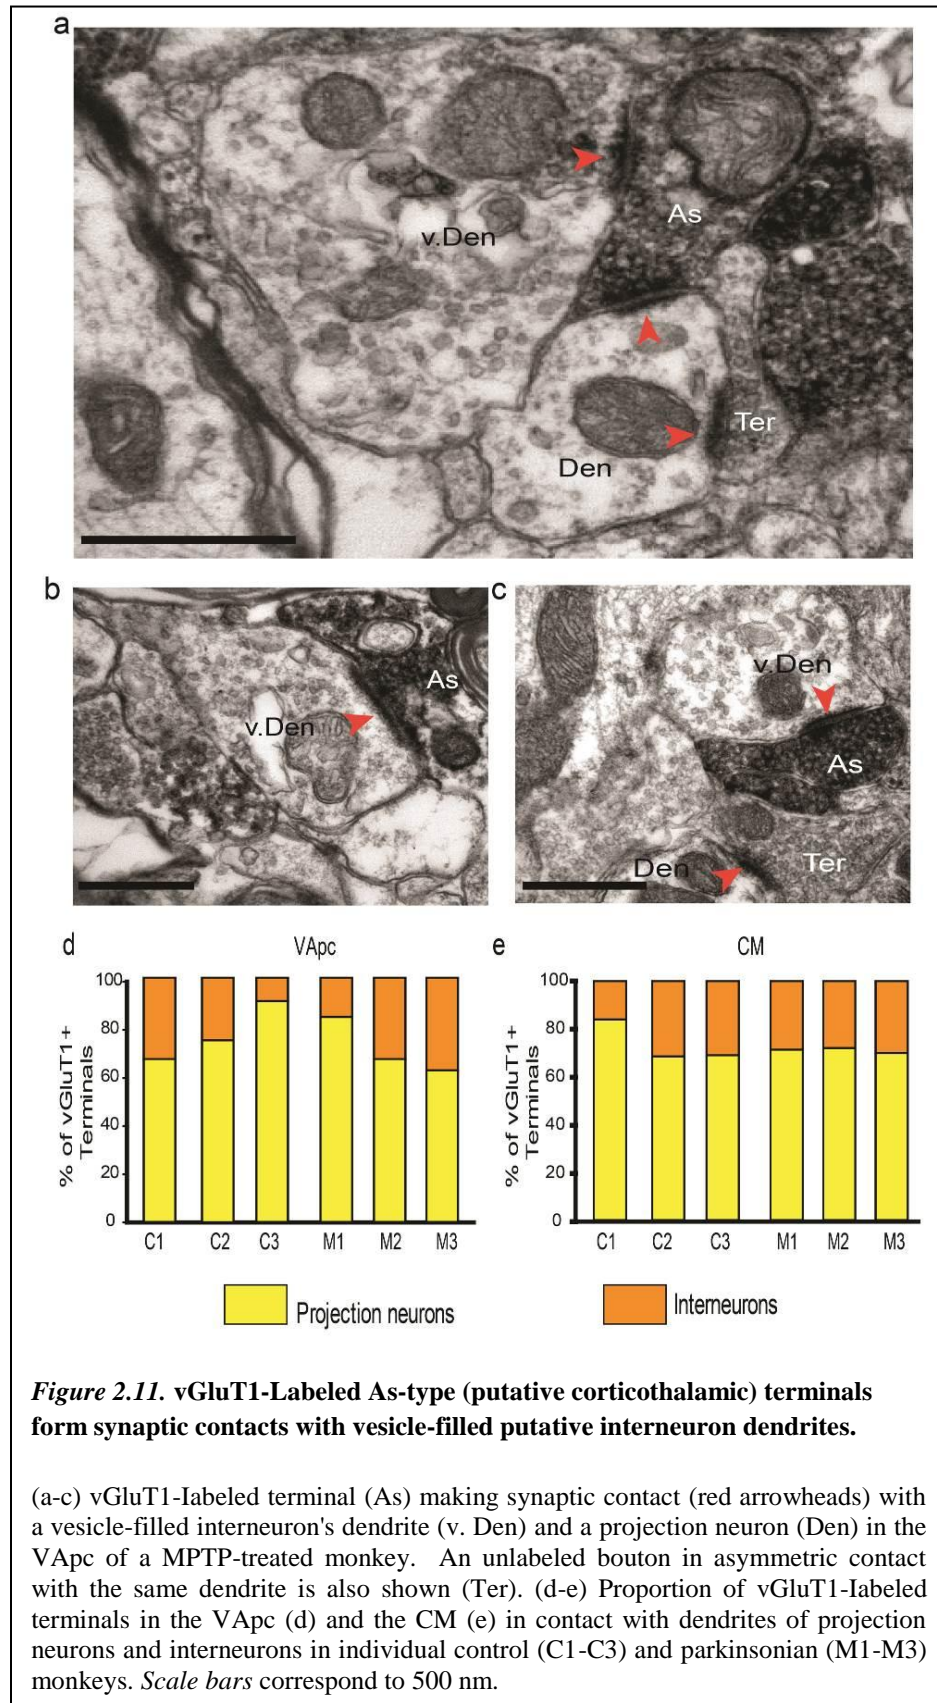 a
As
v.Den
Ter
Den
b
As
v.Den
c
v.Den
As
Ter
Den
d
VApc
% of vGluT1+
Terminals
100
80
60
40
20
0
C1 C2 C3 M1 M2 M3
e
CM
% of vGluT1+
Terminals
100
80
60
40
20
0
C1 C2 C3 M1 M2 M3
Projection neurons
Interneurons
Figure 2.11. vGluT1-Labeled As-type (putative corticothalamic) terminals
form synaptic contacts with vesicle-filled putative interneuron dendrites.
(a-c) vGluT1-Iabeled terminal (As) making synaptic contact (red arrowheads) with
a vesicle-filled interneuron's dendrite (v. Den) and a projection neuron (Den) in the
VApc of a MPTP-treated monkey. An unlabeled bouton in asymmetric contact
with the same dendrite is also shown (Ter). (d-e) Proportion of vGluT1-Iabeled
terminals in the VApc (d) and the CM (e) in contact with dendrites of projection
neurons and interneurons in individual control (C1-C3) and parkinsonian (M1-M3)
monkeys. Scale bars correspond to 500 nm.